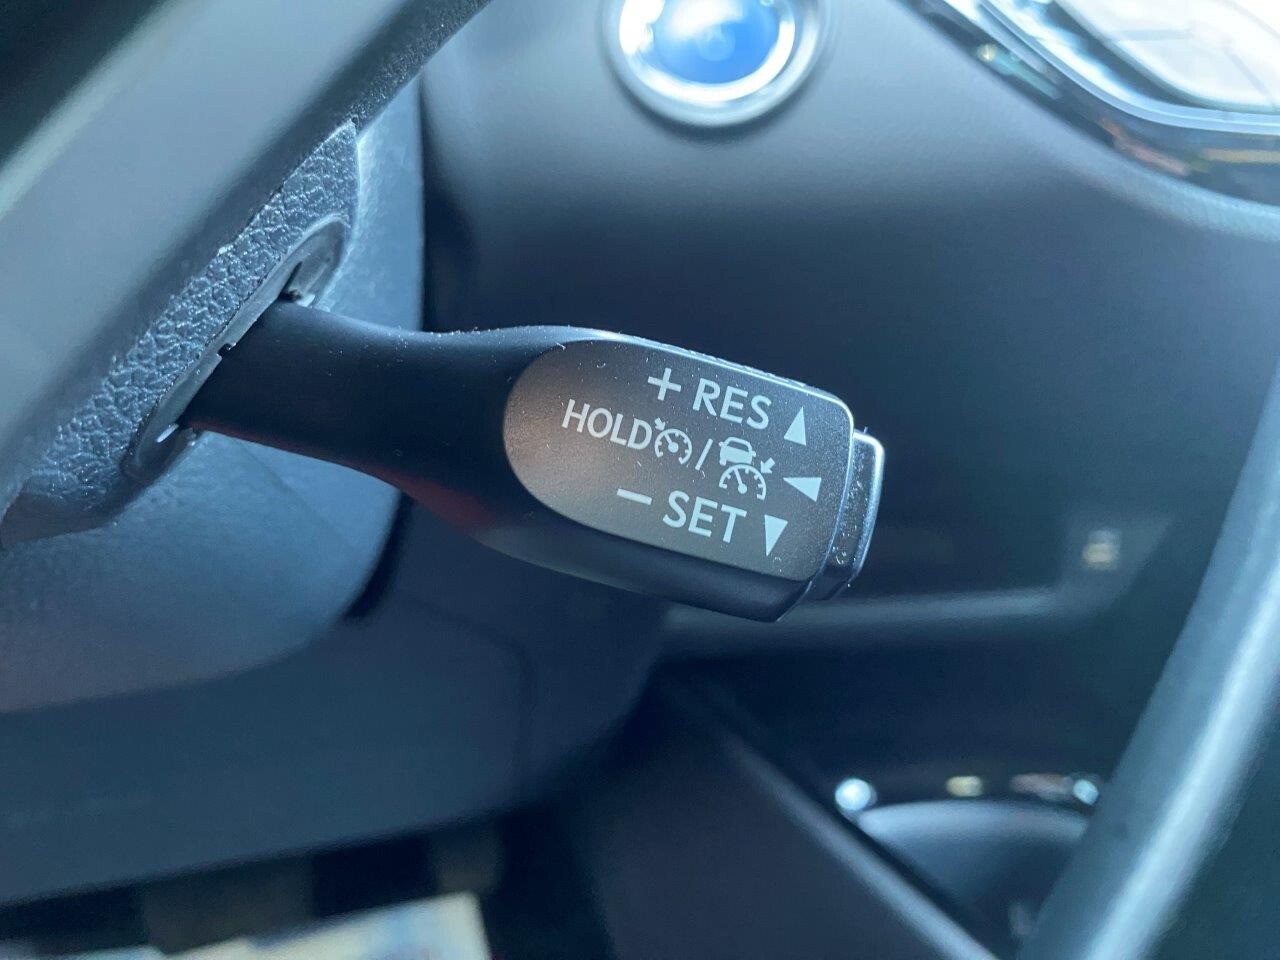 + RES ▲
HOLD / ◀
– SET ▼